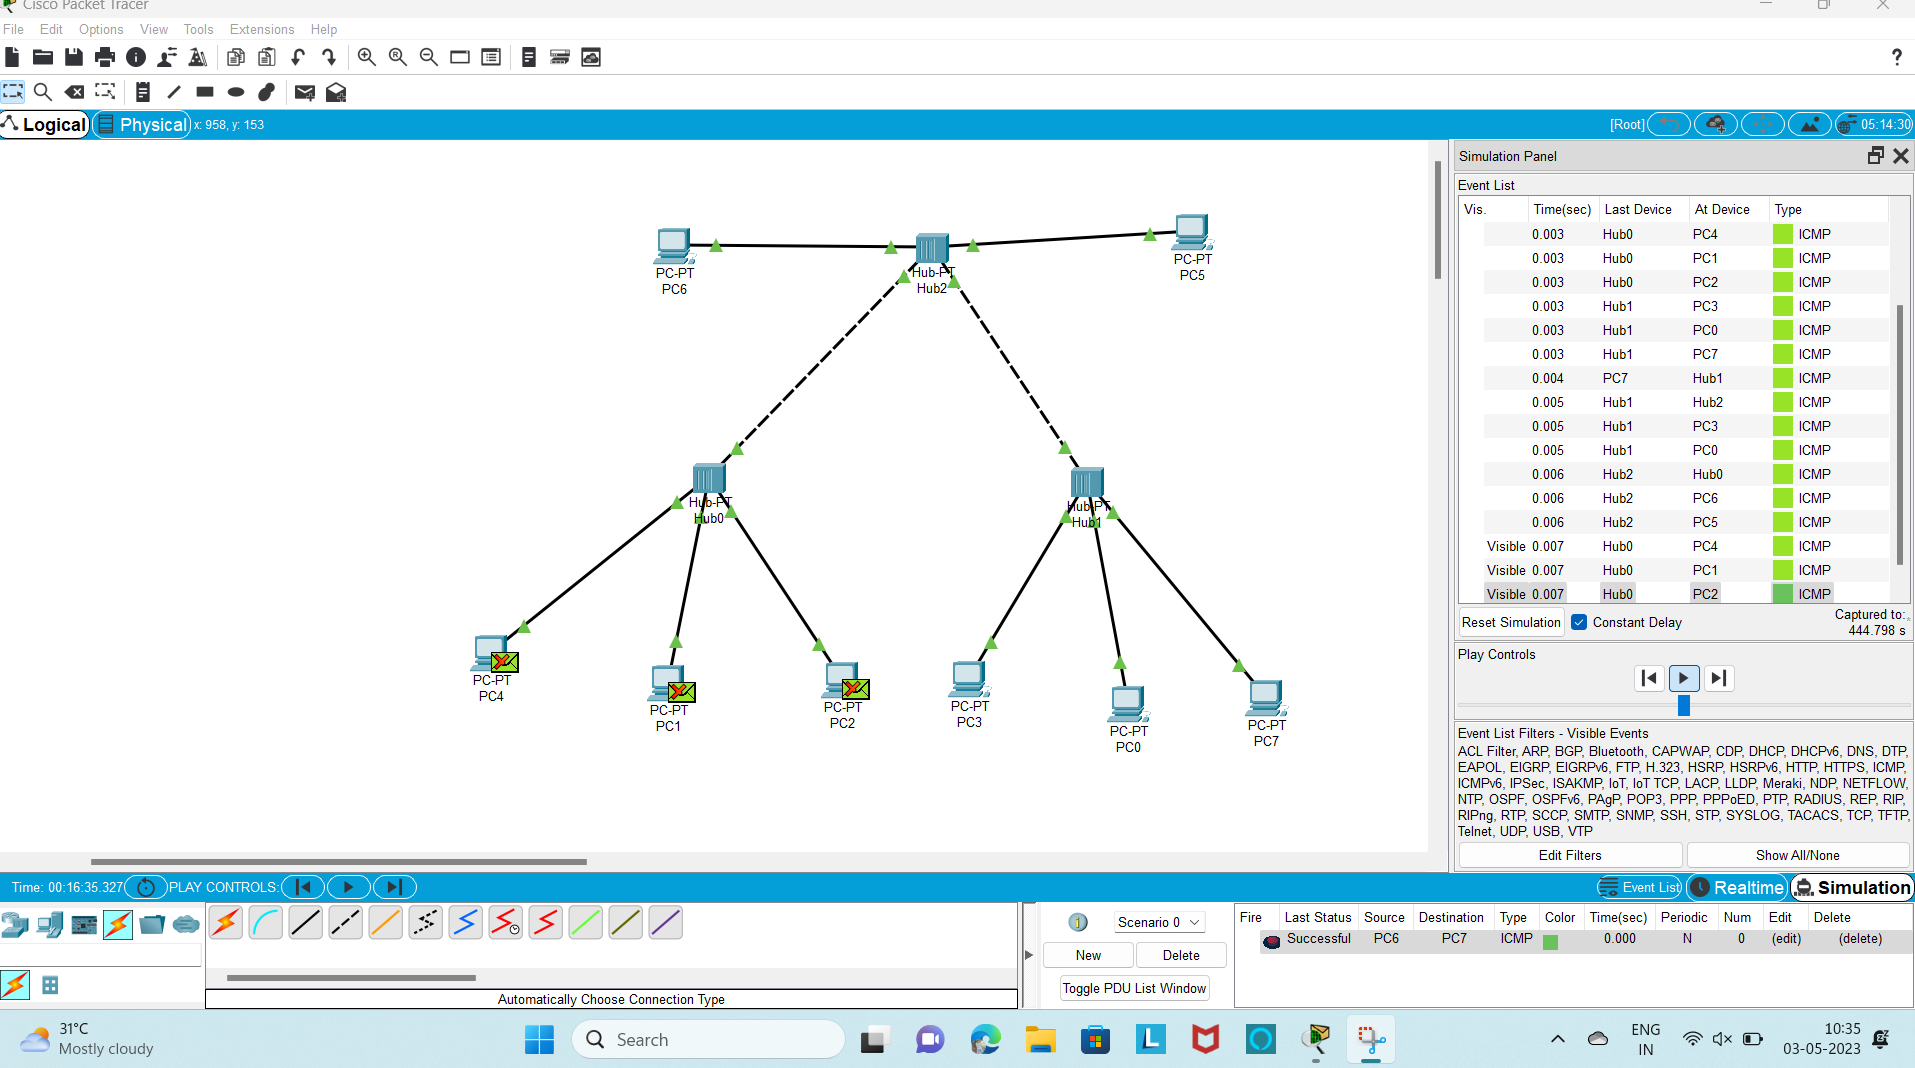 Cisco Packet Tracer
File Edit Options View Tools Extensions Help
?
Logical Physical x: 958, y: 153 [Root] 05:14:30
Simulation Panel
Event List
Vis. Time(sec) Last Device At Device Type
0.003 Hub0 PC4 ICMP
0.003 Hub0 PC1 ICMP
0.003 Hub0 PC2 ICMP
0.003 Hub1 PC3 ICMP
0.003 Hub1 PC0 ICMP
0.003 Hub1 PC7 ICMP
0.004 PC7 Hub1 ICMP
0.005 Hub1 Hub2 ICMP
0.005 Hub1 PC3 ICMP
0.005 Hub1 PC0 ICMP
0.006 Hub2 Hub0 ICMP
0.006 Hub2 PC6 ICMP
0.006 Hub2 PC5 ICMP
Visible 0.007 Hub0 PC4 ICMP
Visible 0.007 Hub0 PC1 ICMP
Visible 0.007 Hub0 PC2 ICMP
Reset Simulation Constant Delay Captured to:
444.798 s
Play Controls
Event List Filters - Visible Events
ACL Filter, ARP, BGP, Bluetooth, CAPWAP, CDP, DHCP, DHCPv6, DNS, DTP,
EAPOL, EIGRP, EIGRPv6, FTP, H.323, HSRP, HSRPv6, HTTP, HTTPS, ICMP,
ICMPv6, IPSec, ISAKMP, IoT, IoT TCP, LACP, LLDP, Meraki, NDP, NETFLOW,
NTP, OSPF, OSPFv6, PAgP, POP3, PPP, PPPoED, PTP, RADIUS, REP, RIP,
RIPng, RTP, SCCP, SMTP, SNMP, SSH, STP, SYSLOG, TACACS, TCP, TFTP,
Telnet, UDP, USB, VTP
Edit Filters Show All/None
PC-PT
PC6
Hub-PT
Hub2
PC-PT
PC5
Hub-PT
Hub0
Hub-PT
Hub1
PC-PT
PC4
PC-PT
PC1
PC-PT
PC2
PC-PT
PC3
PC-PT
PC0
PC-PT
PC7
Time: 00:16:35.327 PLAY CONTROLS: Event List Realtime Simulation
Scenario 0
New Delete
Toggle PDU List Window
Fire Last Status Source Destination Type Color Time(sec) Periodic Num Edit Delete
Successful PC6 PC7 ICMP 0.000 N 0 (edit) (delete)
Automatically Choose Connection Type
31°C
Mostly cloudy
Search
L
ENG
IN
10:35
03-05-2023